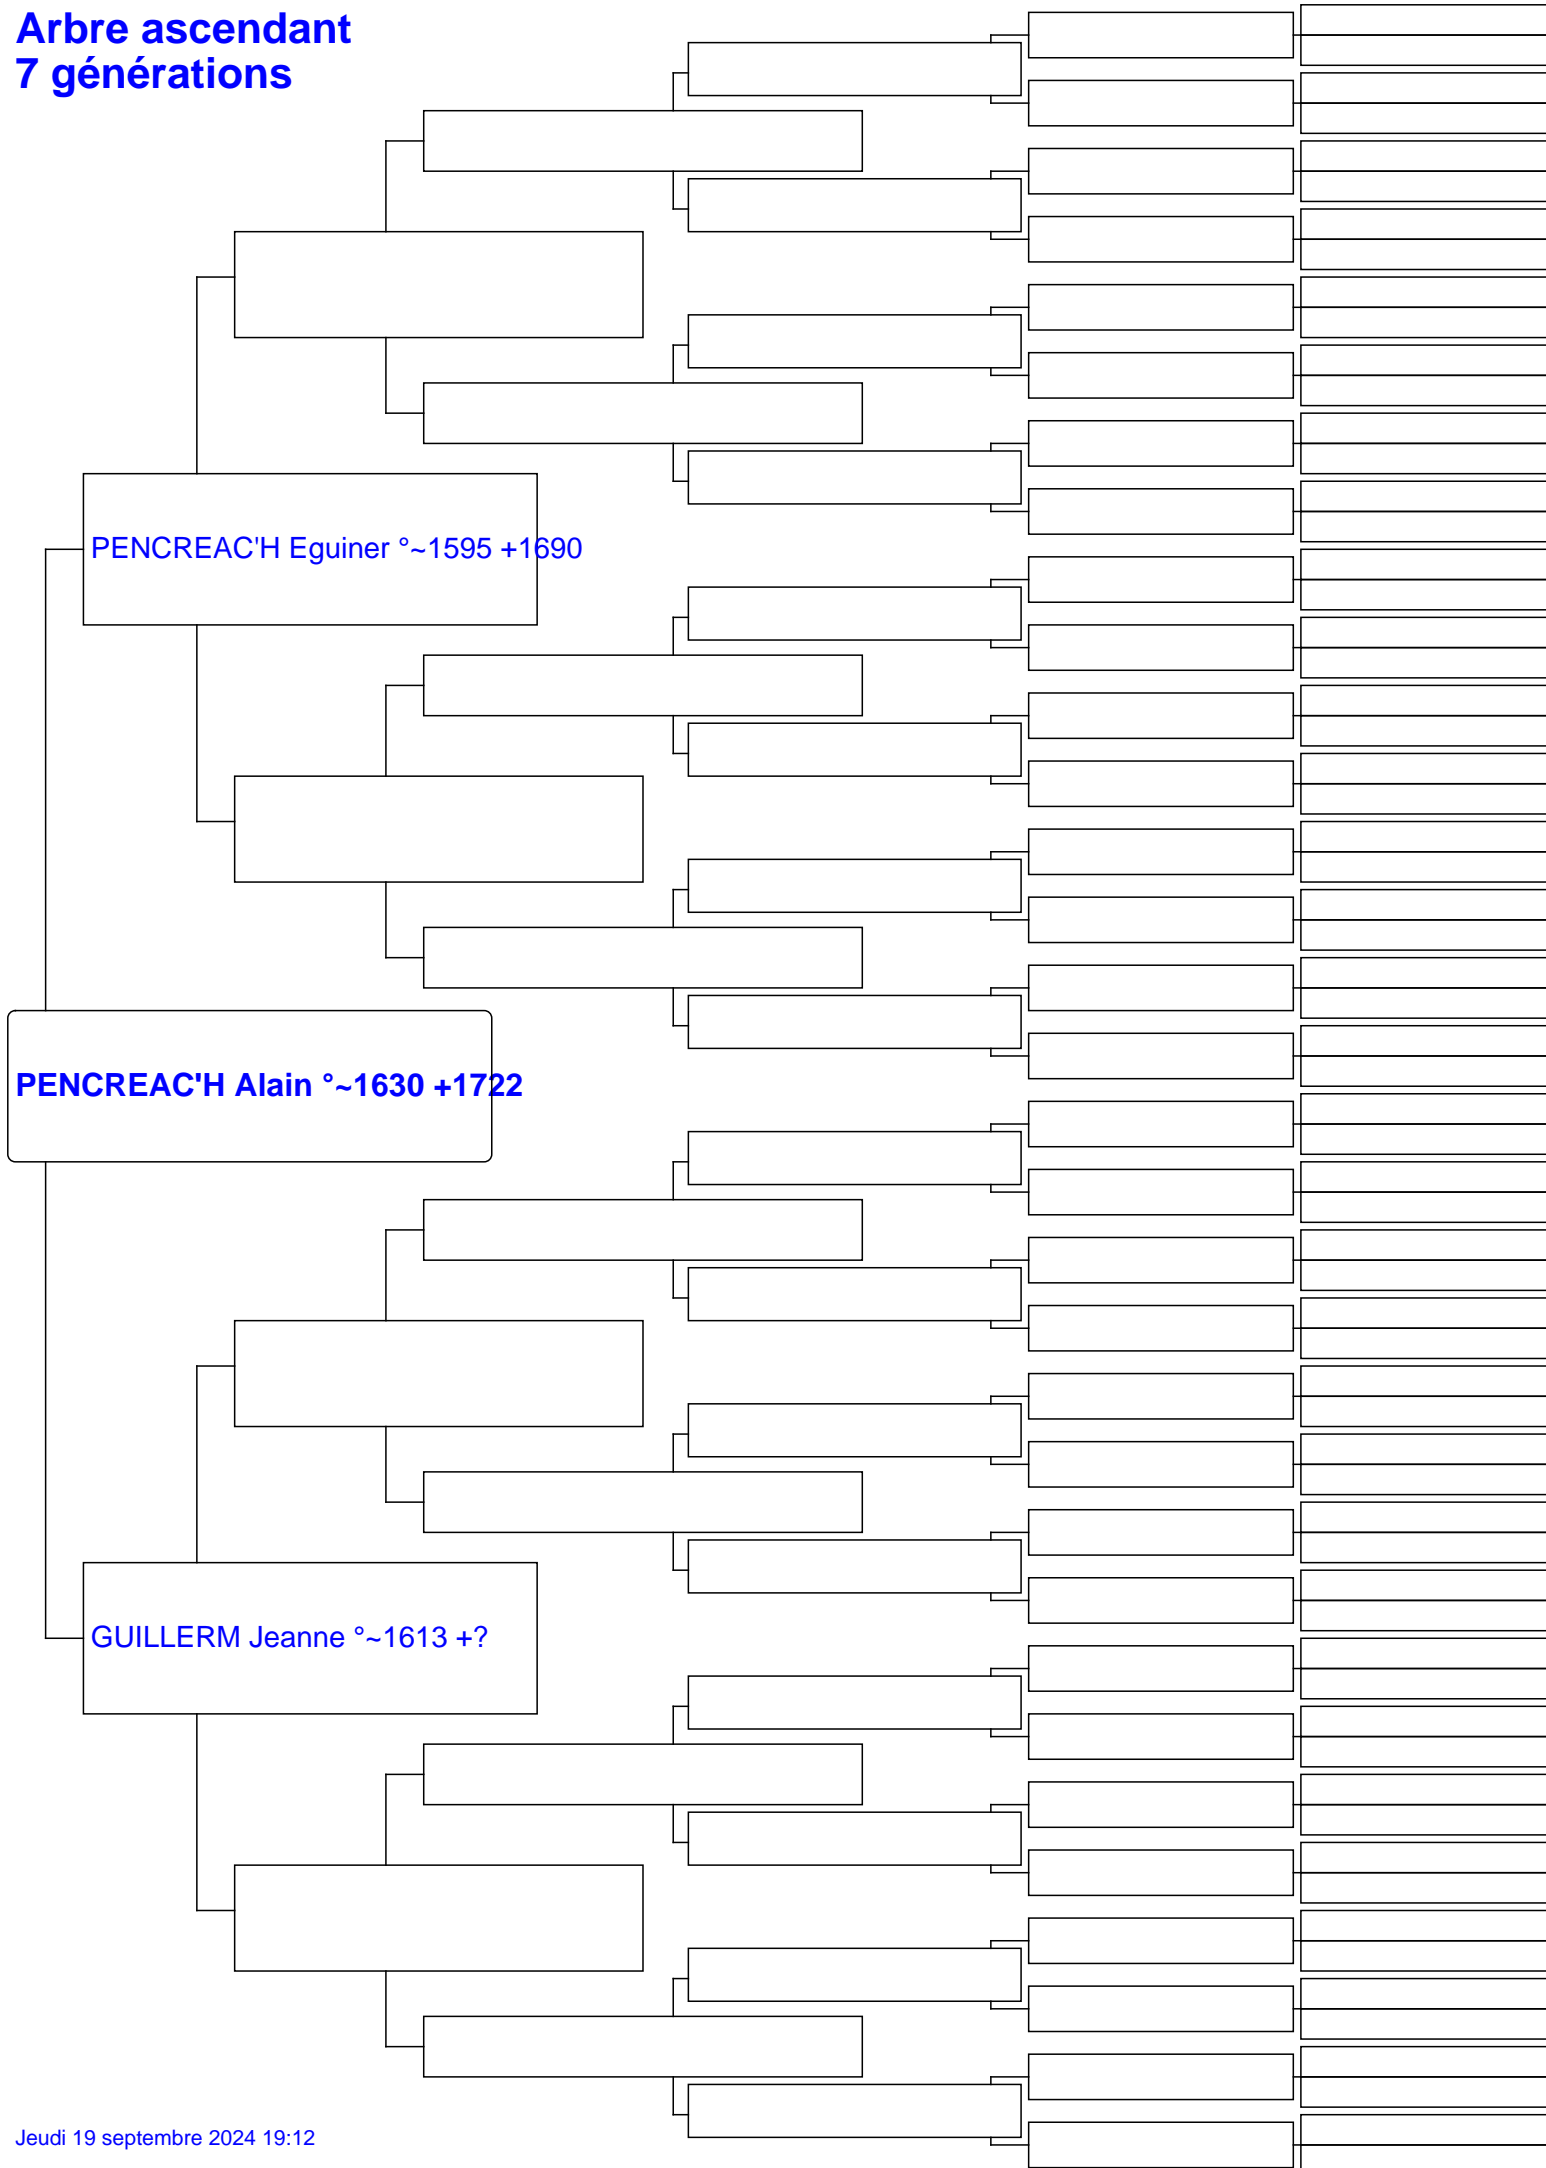 Arbre ascendant
7 générations
PENCREAC'H Eguiner °~1595 +1690
PENCREAC'H Alain °~1630 +1722
GUILLERM Jeanne °~1613 +?
Jeudi 19 septembre 2024 19:12